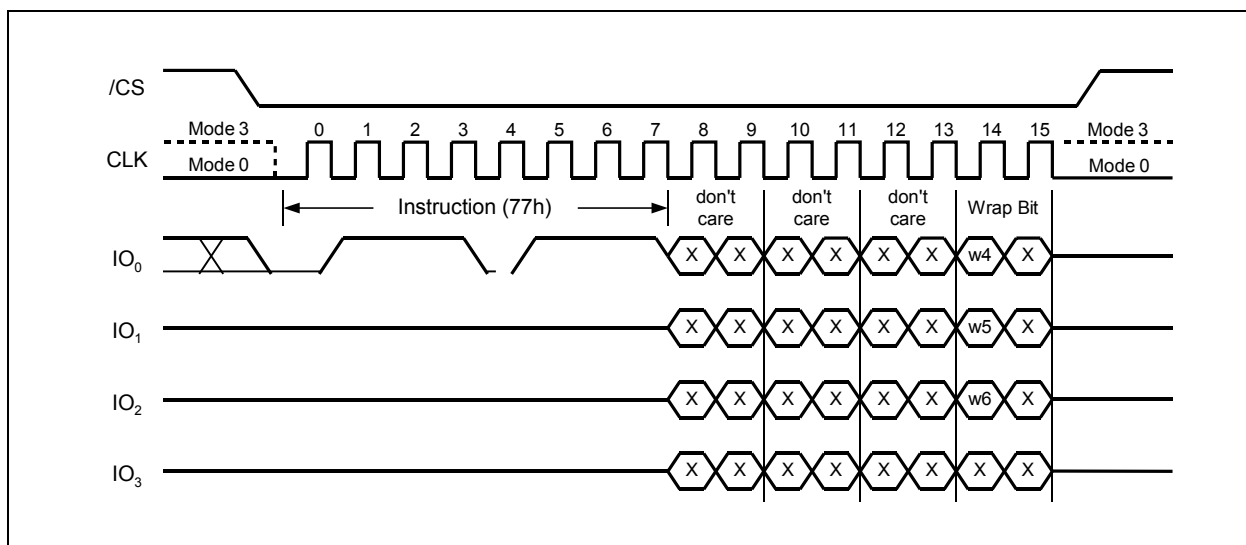 /CS
Mode 3 0 1 2 3 4 5 6 7 8 9 10 11 12 13 14 15 Mode 3
CLK
Mode 0 Mode 0
Instruction (77h) don't care don't care don't care Wrap Bit
IO0 X X X X X X w4 X
IO1 X X X X X X w5 X
IO2 X X X X X X w6 X
IO3 X X X X X X X X